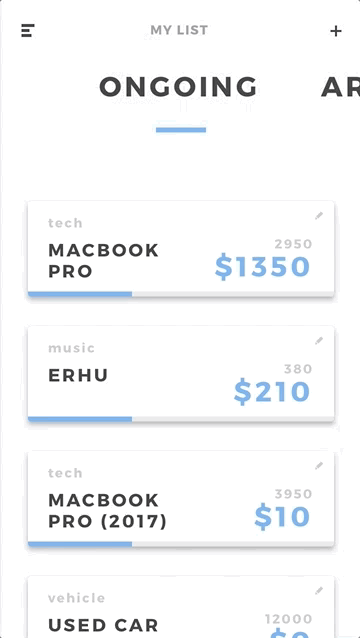 MY LIST
ONGOING
AR
tech
MACBOOK
PRO
2950
$1350
music
ERHU
380
$210
tech
MACBOOK
PRO (2017)
3950
$10
vehicle
USED CAR
12000
$0